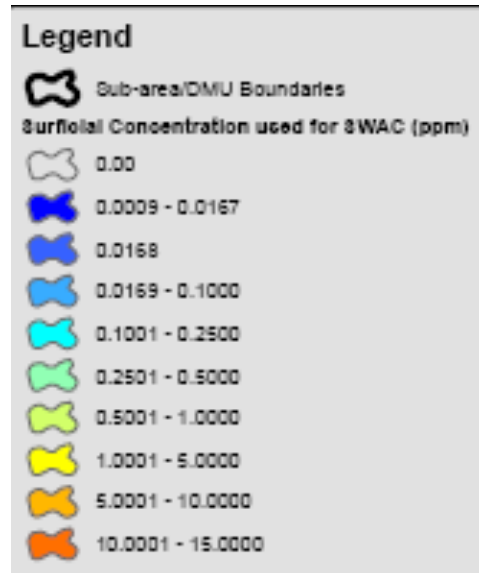 Legend
Sub-area/DMU Boundaries
Surficial Concentration used for SWAC (ppm)
0.00
0.0009 - 0.0167
0.0168
0.0169 - 0.1000
0.1001 - 0.2500
0.2501 - 0.5000
0.5001 - 1.0000
1.0001 - 5.0000
5.0001 - 10.0000
10.0001 - 15.0000